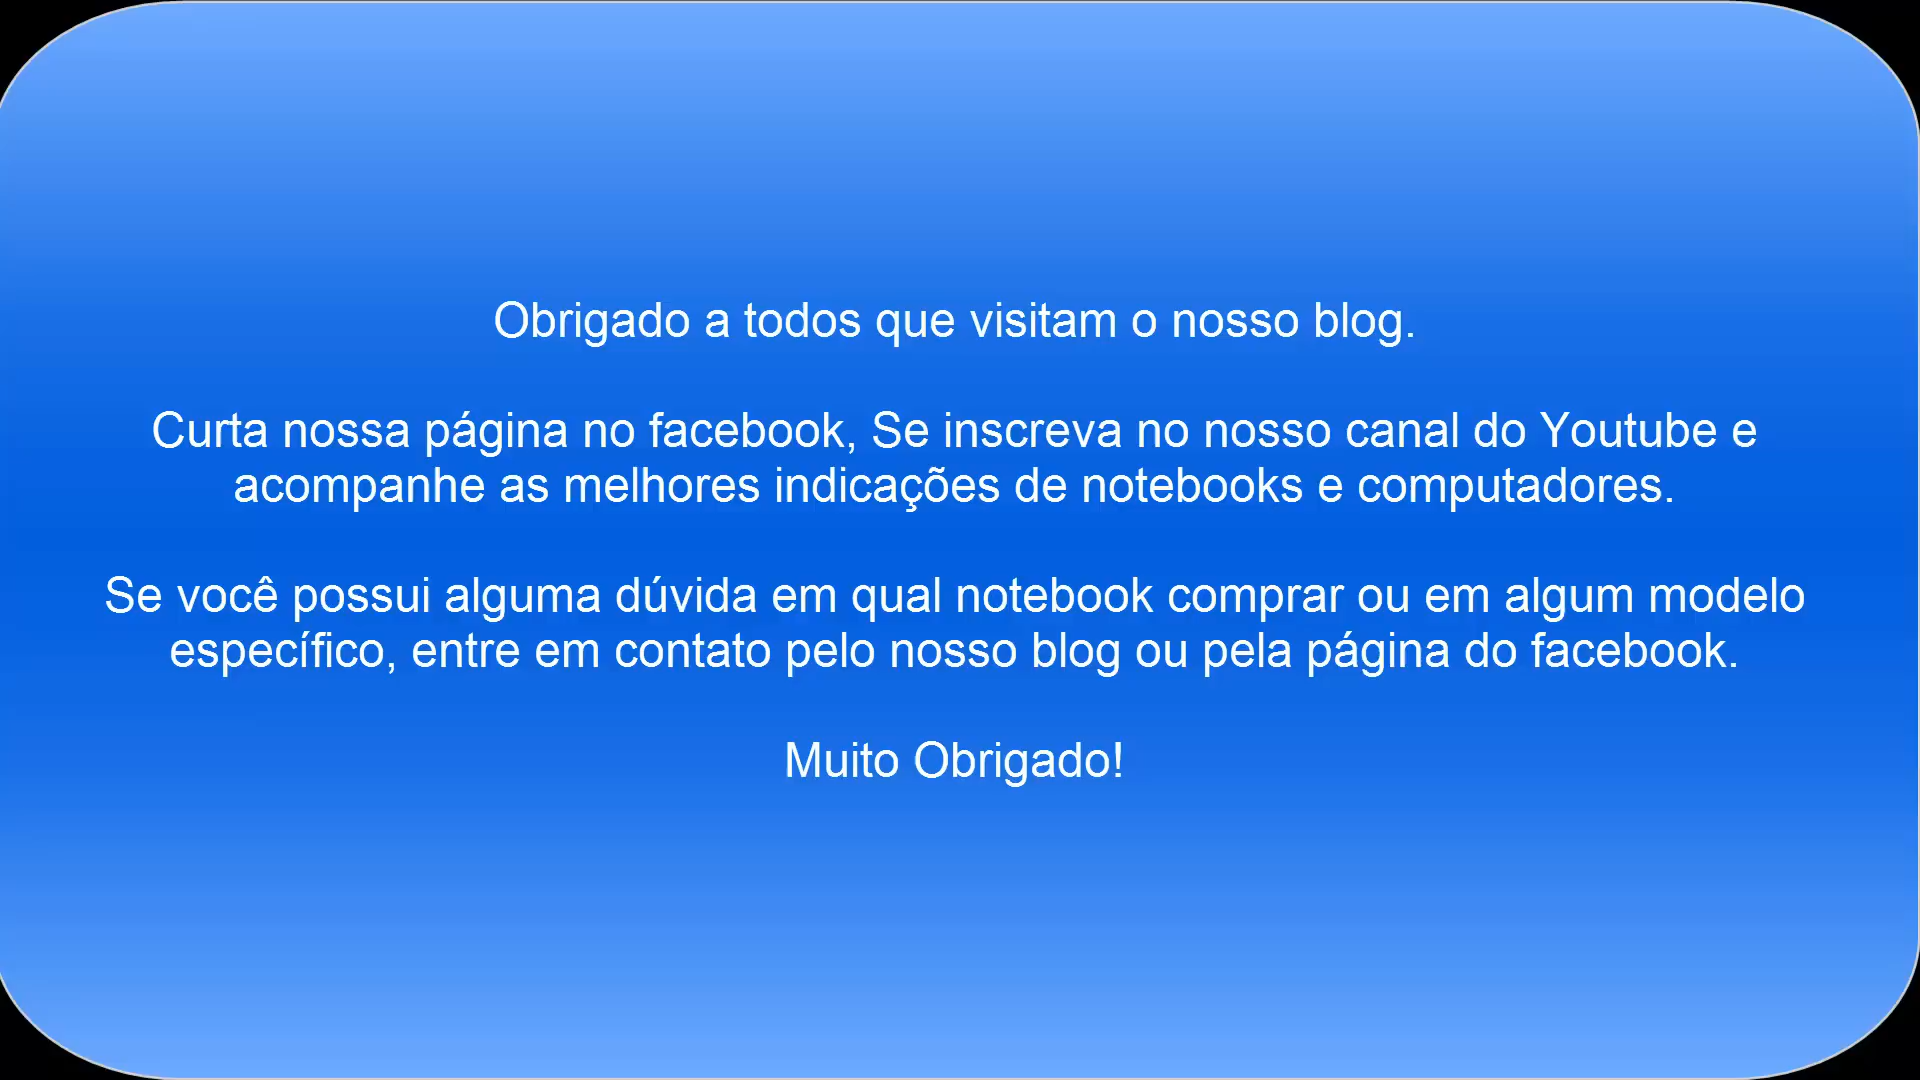 Obrigado a todos que visitam o nosso blog.
Curta nossa página no facebook, Se inscreva no nosso canal do Youtube e
acompanhe as melhores indicações de notebooks e computadores.
Se você possui alguma dúvida em qual notebook comprar ou em algum modelo
específico, entre em contato pelo nosso blog ou pela página do facebook.
Muito Obrigado!